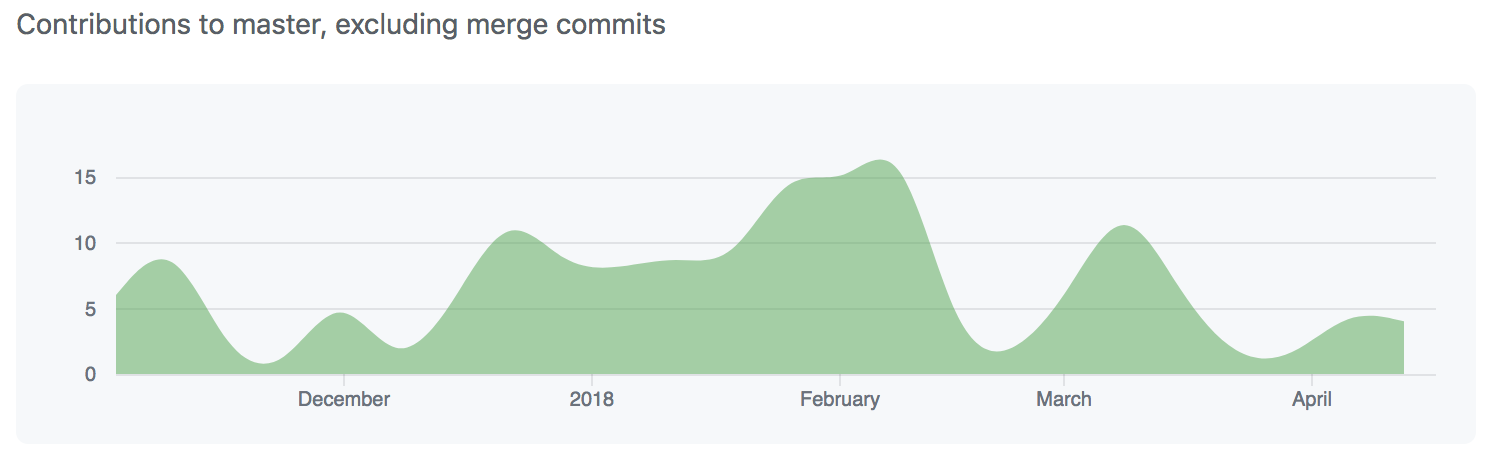 Contributions to master, excluding merge commits
15
10
5
0
December 2018 February March April